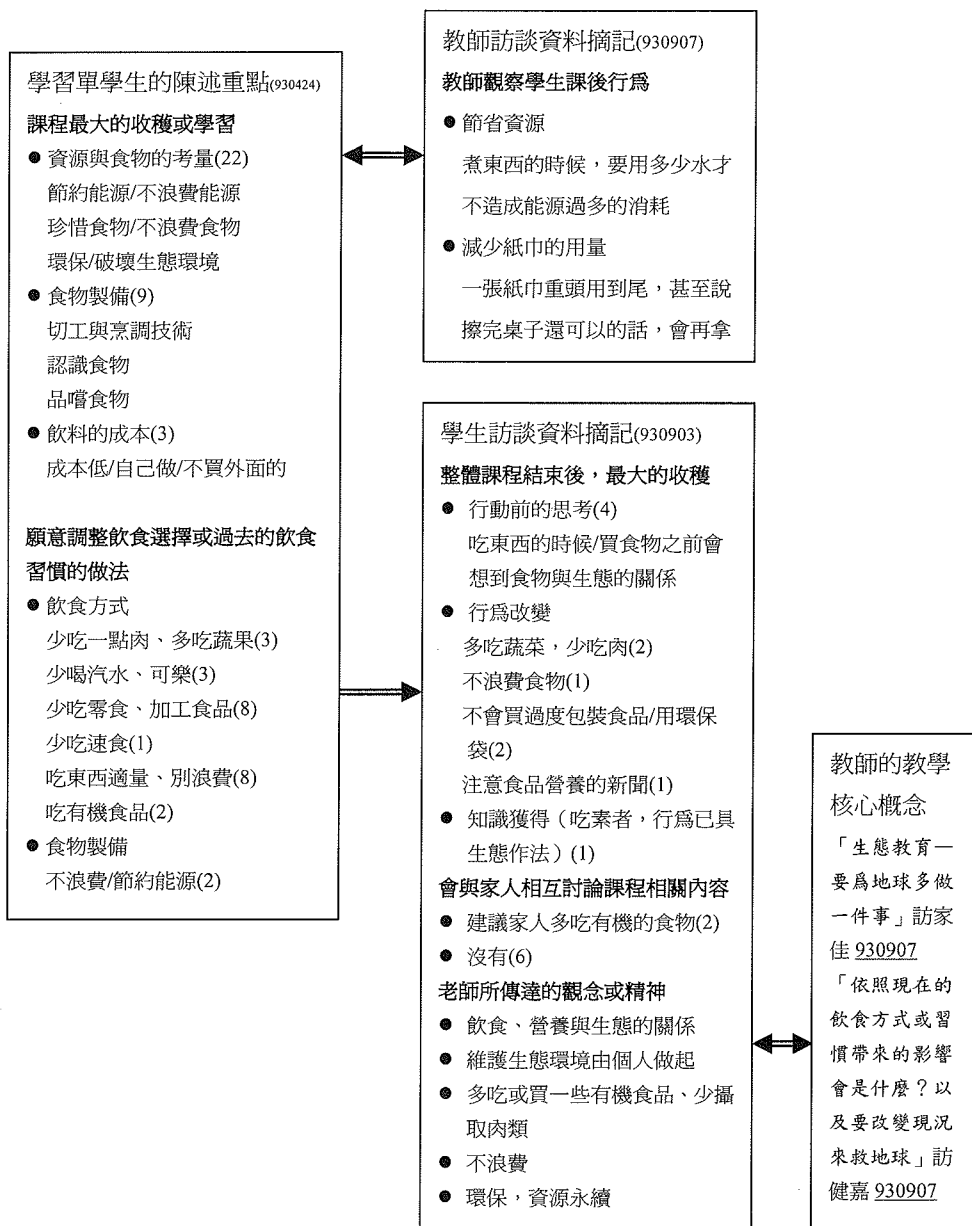 學習單學生的陳述重點(930424)
課程最大的收穫或學習
● 資源與食物的考量(22)
節約能源/不浪費能源
珍惜食物/不浪費食物
環保/破壞生態環境
● 食物製備(9)
切工與烹調技術
認識食物
品嚐食物
● 飲料的成本(3)
成本低/自己做/不買外面的
願意調整飲食選擇或過去的飲食
習慣的做法
● 飲食方式
少吃一點肉、多吃蔬果(3)
少喝汽水、可樂(3)
少吃零食、加工食品(8)
少吃速食(1)
吃東西適量、別浪費(8)
吃有機食品(2)
● 食物製備
不浪費/節約能源(2)
教師訪談資料摘記(930907)
教師觀察學生課後行爲
● 節省資源
煮東西的時候，要用多少水才
不造成能源過多的消耗
● 減少紙巾的用量
一張紙巾重頭用到尾，甚至說
擦完桌子還可以的話，會再拿
學生訪談資料摘記(930903)
整體課程結束後，最大的收穫
● 行動前的思考(4)
吃東西的時候/買食物之前會
想到食物與生態的關係
● 行爲改變
多吃蔬菜，少吃肉(2)
不浪費食物(1)
不會買過度包裝食品/用環保
袋(2)
注意食品營養的新聞(1)
● 知識獲得（吃素者，行爲已具
生態作法）(1)
會與家人相互討論課程相關內容
● 建議家人多吃有機的食物(2)
● 沒有(6)
老師所傳達的觀念或精神
● 飲食、營養與生態的關係
● 維護生態環境由個人做起
● 多吃或買一些有機食品、少攝
取肉類
● 不浪費
● 環保，資源永續
教師的教學
核心概念
「生態教育—
要爲地球多做
一件事」訪家
佳 930907
「依照現在的
飲食方式或習
慣帶來的影響
會是什麼？以
及要改變現況
來救地球」訪
健嘉 930907